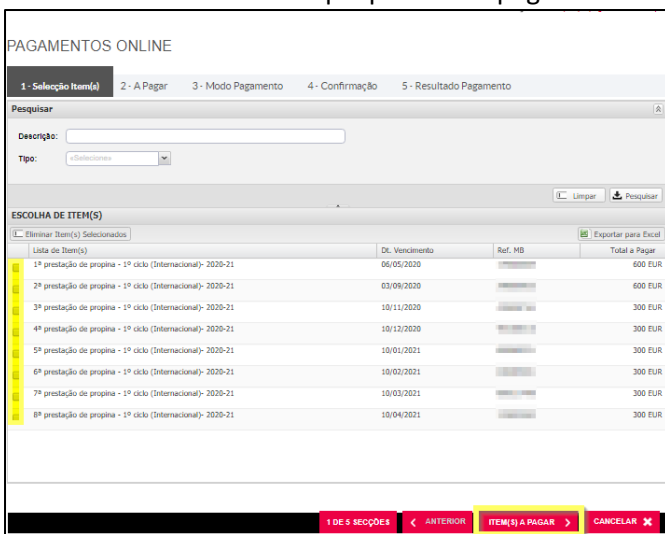 PAGAMENTOS ONLINE
1 - Selecção Item(s) 2 - A Pagar 3 - Modo Pagamento 4 - Confirmação 5 - Resultado Pagamento
Pesquisar
Descrição:
Tipo: «Selecione»
Limpar Pesquisar
ESCOLHA DE ITEM(S)
Eliminar Item(s) Selecionados Exportar para Excel
Lista de Item(s) Dt. Vencimento Ref. MB Total a Pagar
1ª prestação de propina - 1º ciclo (Internacional)- 2020-21 06/05/2020 600 EUR
2ª prestação de propina - 1º ciclo (Internacional)- 2020-21 03/09/2020 600 EUR
3ª prestação de propina - 1º ciclo (Internacional)- 2020-21 10/11/2020 300 EUR
4ª prestação de propina - 1º ciclo (Internacional)- 2020-21 10/12/2020 300 EUR
5ª prestação de propina - 1º ciclo (Internacional)- 2020-21 10/01/2021 300 EUR
6ª prestação de propina - 1º ciclo (Internacional)- 2020-21 10/02/2021 300 EUR
7ª prestação de propina - 1º ciclo (Internacional)- 2020-21 10/03/2021 300 EUR
8ª prestação de propina - 1º ciclo (Internacional)- 2020-21 10/04/2021 300 EUR
1 DE 5 SECÇÕES ANTERIOR ITEM(S) A PAGAR CANCELAR